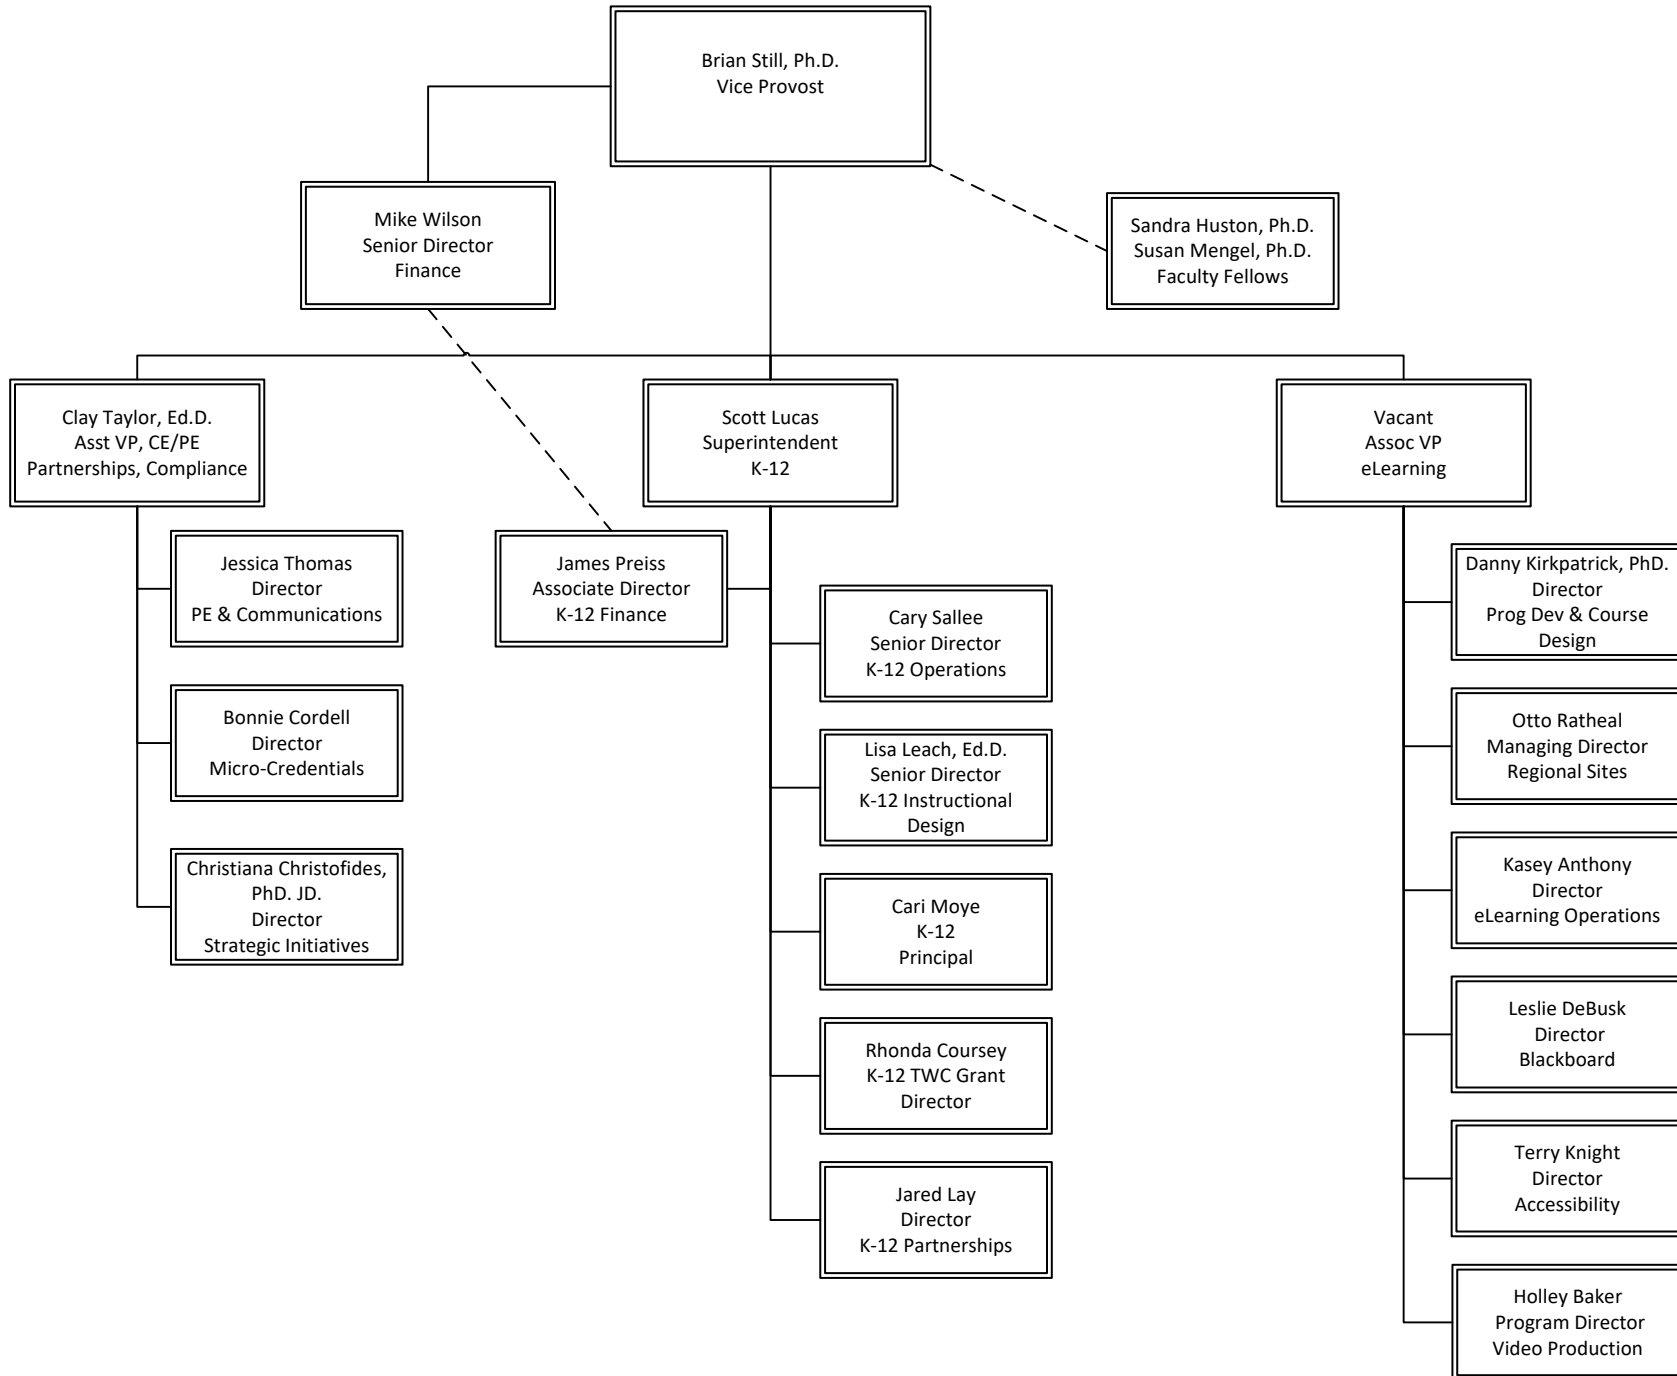 Brian Still, Ph.D.
Vice Provost
Mike Wilson
Senior Director
Finance
Sandra Huston, Ph.D.
Susan Mengel, Ph.D.
Faculty Fellows
Clay Taylor, Ed.D.
Asst VP, CE/PE
Partnerships, Compliance
Scott Lucas
Superintendent
K-12
Vacant
Assoc VP
eLearning
Jessica Thomas
Director
PE & Communications
Bonnie Cordell
Director
Micro-Credentials
Christiana Christofides,
PhD. JD.
Director
Strategic Initiatives
James Preiss
Associate Director
K-12 Finance
Cary Sallee
Senior Director
K-12 Operations
Lisa Leach, Ed.D.
Senior Director
K-12 Instructional
Design
Cari Moye
K-12
Principal
Rhonda Coursey
K-12 TWC Grant
Director
Jared Lay
Director
K-12 Partnerships
Danny Kirkpatrick, PhD.
Director
Prog Dev & Course
Design
Otto Ratheal
Managing Director
Regional Sites
Kasey Anthony
Director
eLearning Operations
Leslie DeBusk
Director
Blackboard
Terry Knight
Director
Accessibility
Holley Baker
Program Director
Video Production